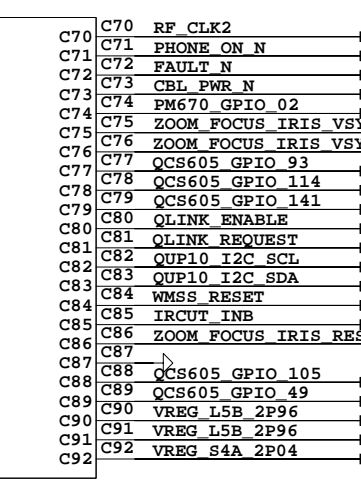 C70 C70 RF_CLK2
C71 C71 PHONE_ON_N
C72 C72 FAULT_N
C73 C73 CBL_PWR_N
C74 C74 PM670_GPIO_02
C75 C75 ZOOM_FOCUS_IRIS_VSY
C76 C76 ZOOM_FOCUS_IRIS_VSY
C77 C77 QCS605_GPIO_93
C78 C78 QCS605_GPIO_114
C79 C79 QCS605_GPIO_141
C80 C80 QLINK_ENABLE
C81 C81 QLINK_REQUEST
C82 C82 QUP10_I2C_SCL
C83 C83 QUP10_I2C_SDA
C84 C84 WMSS_RESET
C85 C85 IRCUT_INB
C86 C86 ZOOM_FOCUS_IRIS_RES
C87 C87
C88 C88 QCS605_GPIO_105
C89 C89 QCS605_GPIO_49
C90 C90 VREG_L5B_2P96
C91 C91 VREG_L5B_2P96
C92 C92 VREG_S4A_2P04